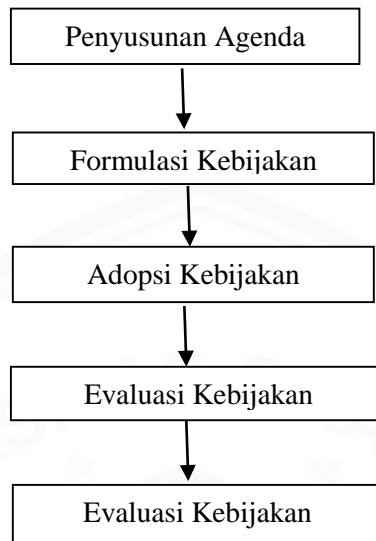 Penyusunan Agenda
Formulasi Kebijakan
Adopsi Kebijakan
Evaluasi Kebijakan
Evaluasi Kebijakan